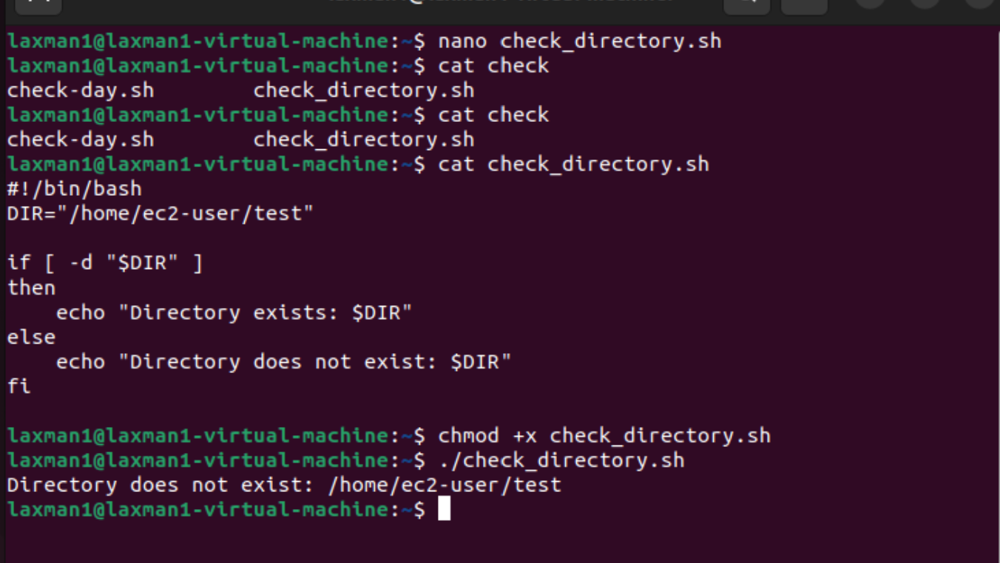 laxman1@laxman1-virtual-machine:~$ nano check_directory.sh
laxman1@laxman1-virtual-machine:~$ cat check
check-day.sh        check_directory.sh
laxman1@laxman1-virtual-machine:~$ cat check
check-day.sh        check_directory.sh
laxman1@laxman1-virtual-machine:~$ cat check_directory.sh
#!/bin/bash
DIR="/home/ec2-user/test"

if [ -d "$DIR" ]
then
    echo "Directory exists: $DIR"
else
    echo "Directory does not exist: $DIR"
fi

laxman1@laxman1-virtual-machine:~$ chmod +x check_directory.sh
laxman1@laxman1-virtual-machine:~$ ./check_directory.sh
Directory does not exist: /home/ec2-user/test
laxman1@laxman1-virtual-machine:~$